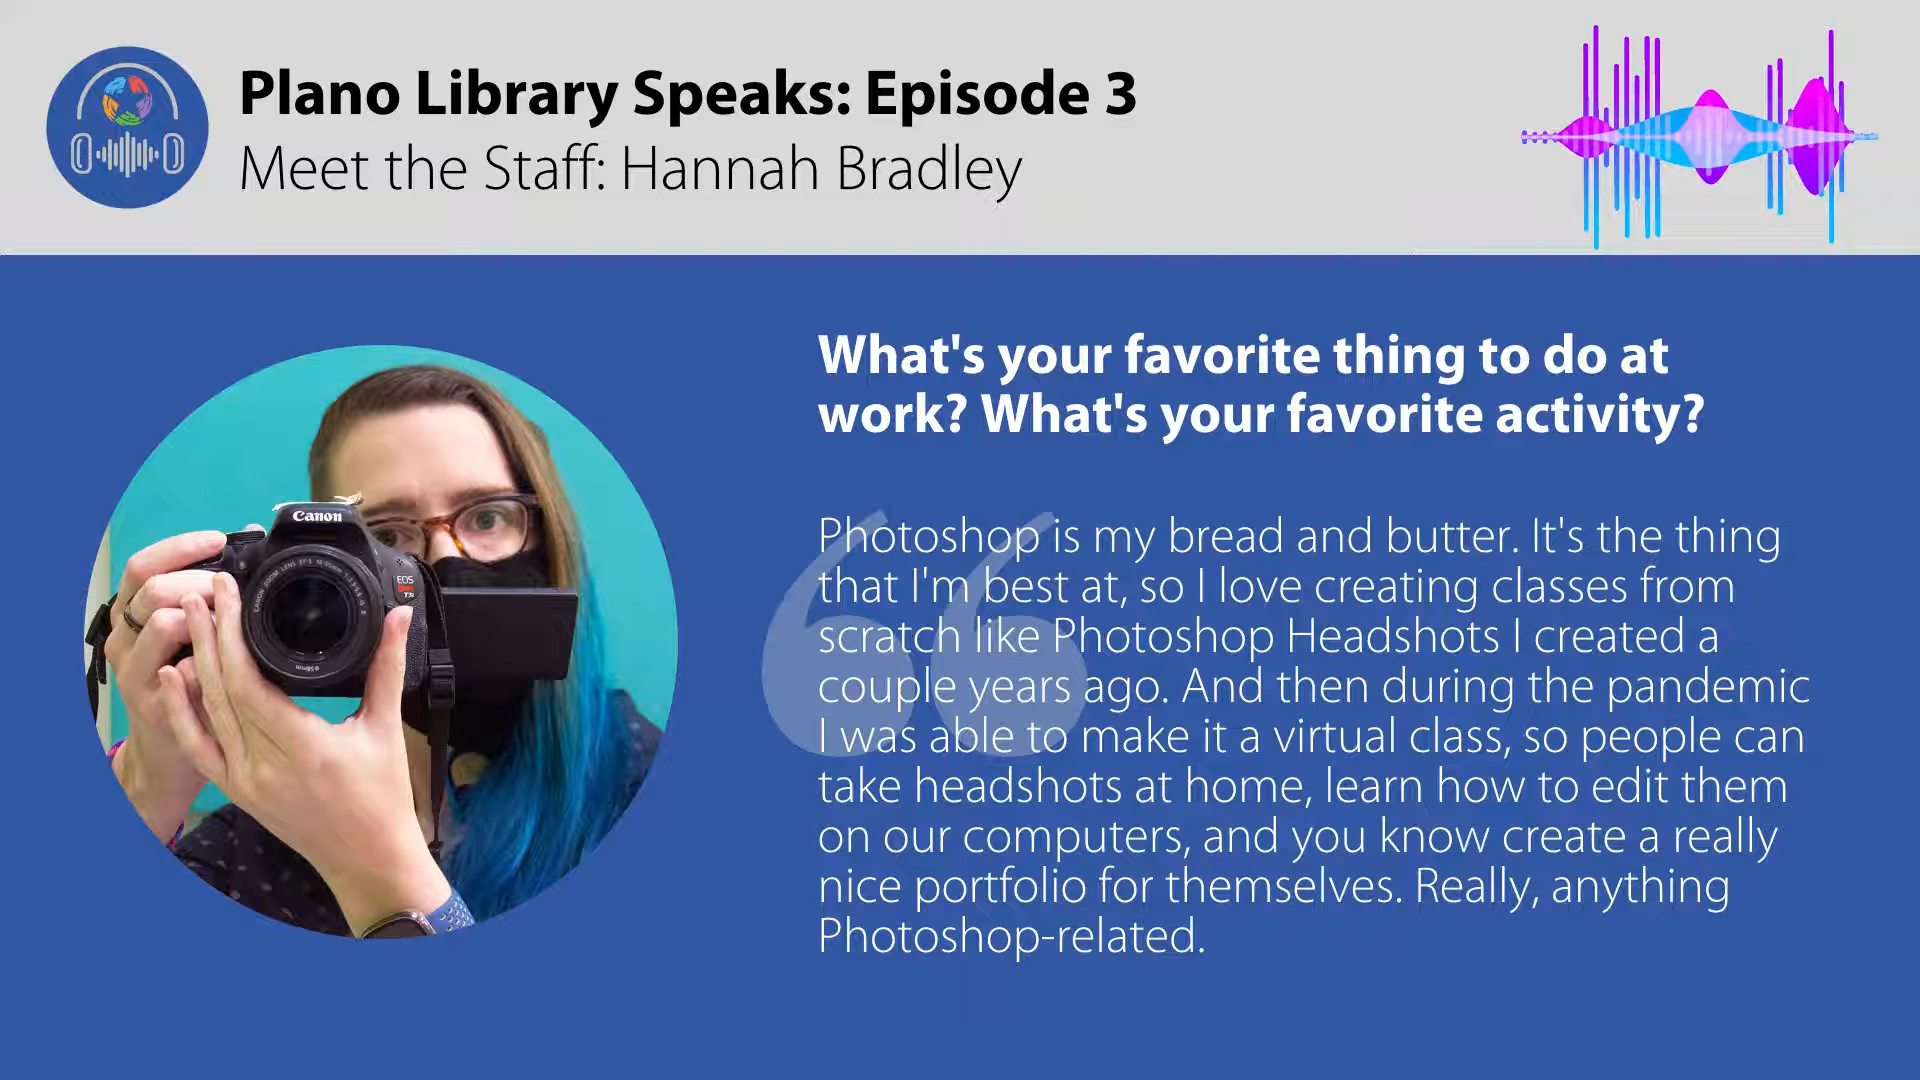 Plano Library Speaks: Episode 3
Meet the Staff: Hannah Bradley
What's your favorite thing to do at
work? What's your favorite activity?
Photoshop is my bread and butter. It's the thing
that I'm best at, so I love creating classes from
scratch like Photoshop Headshots I created a
couple years ago. And then during the pandemic
I was able to make it a virtual class, so people can
take headshots at home, learn how to edit them
on our computers, and you know create a really
nice portfolio for themselves. Really, anything
Photoshop-related.
Canon
EOS
T3i